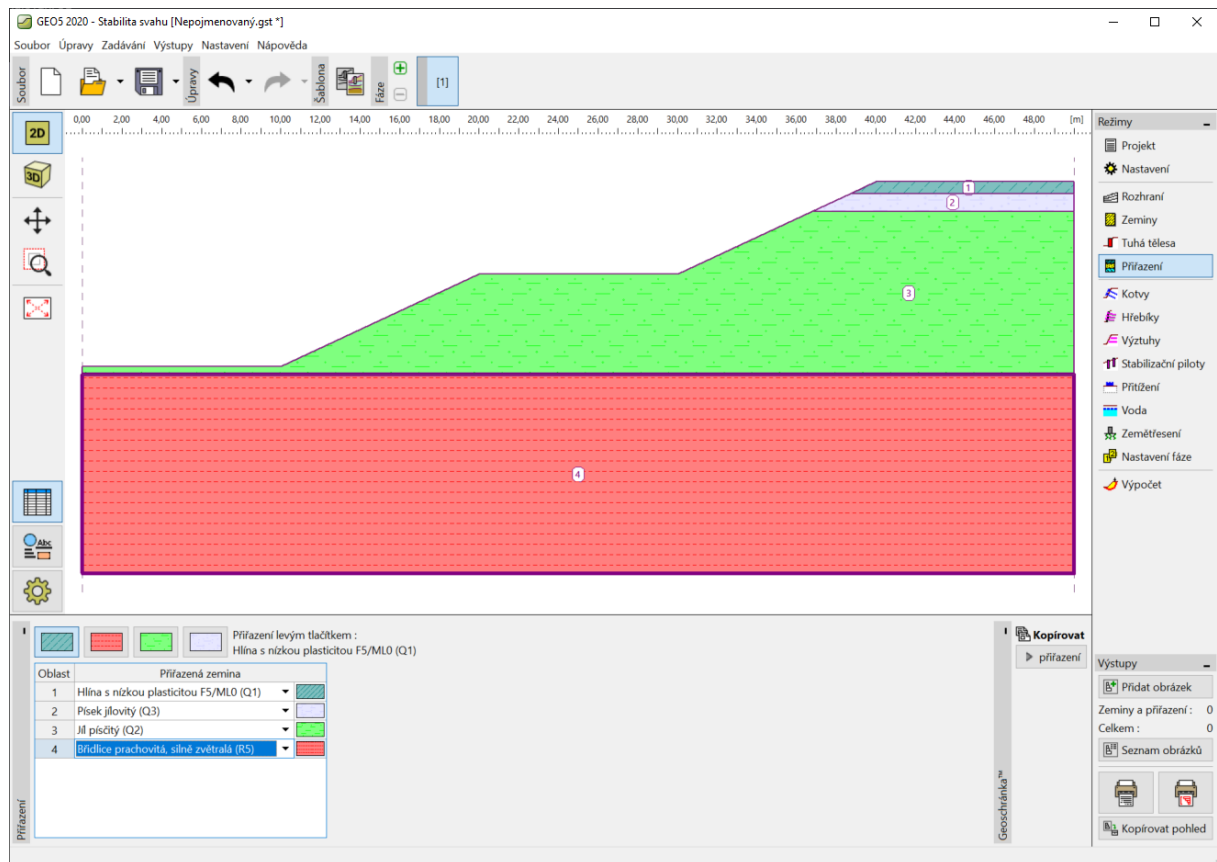 GEO5 2020 - Stabilita svahu [Nepojmenovaný.gst *]
Soubor Úpravy Zadávání Výstupy Nastavení Nápověda
Soubor
Úpravy
Šablona
Fáze
[1]
2D
3D
Abc
0,00 2,00 4,00 6,00 8,00 10,00 12,00 14,00 16,00 18,00 20,00 22,00 24,00 26,00 28,00 30,00 32,00 34,00 36,00 38,00 40,00 42,00 44,00 46,00 48,00 [m]
1
2
3
4
Režimy
Projekt
Nastavení
Rozhraní
Zeminy
Tuhá tělesa
Přiřazení
Kotvy
Hřebíky
Výztuhy
Stabilizační piloty
Přitížení
Voda
Zemětřesení
Nastavení fáze
Výpočet
Přiřazení
Přiřazení levým tlačítkem :
Hlína s nízkou plasticitou F5/ML0 (Q1)
Oblast Přiřazená zemina
1 Hlína s nízkou plasticitou F5/ML0 (Q1)
2 Písek jílovitý (Q3)
3 Jíl písčitý (Q2)
4 Břidlice prachovitá, silně zvětralá (R5)
Geoschránka™
Kopírovat
přiřazení
Výstupy
Přidat obrázek
Zeminy a přiřazení : 0
Celkem : 0
Seznam obrázků
Kopírovat pohled